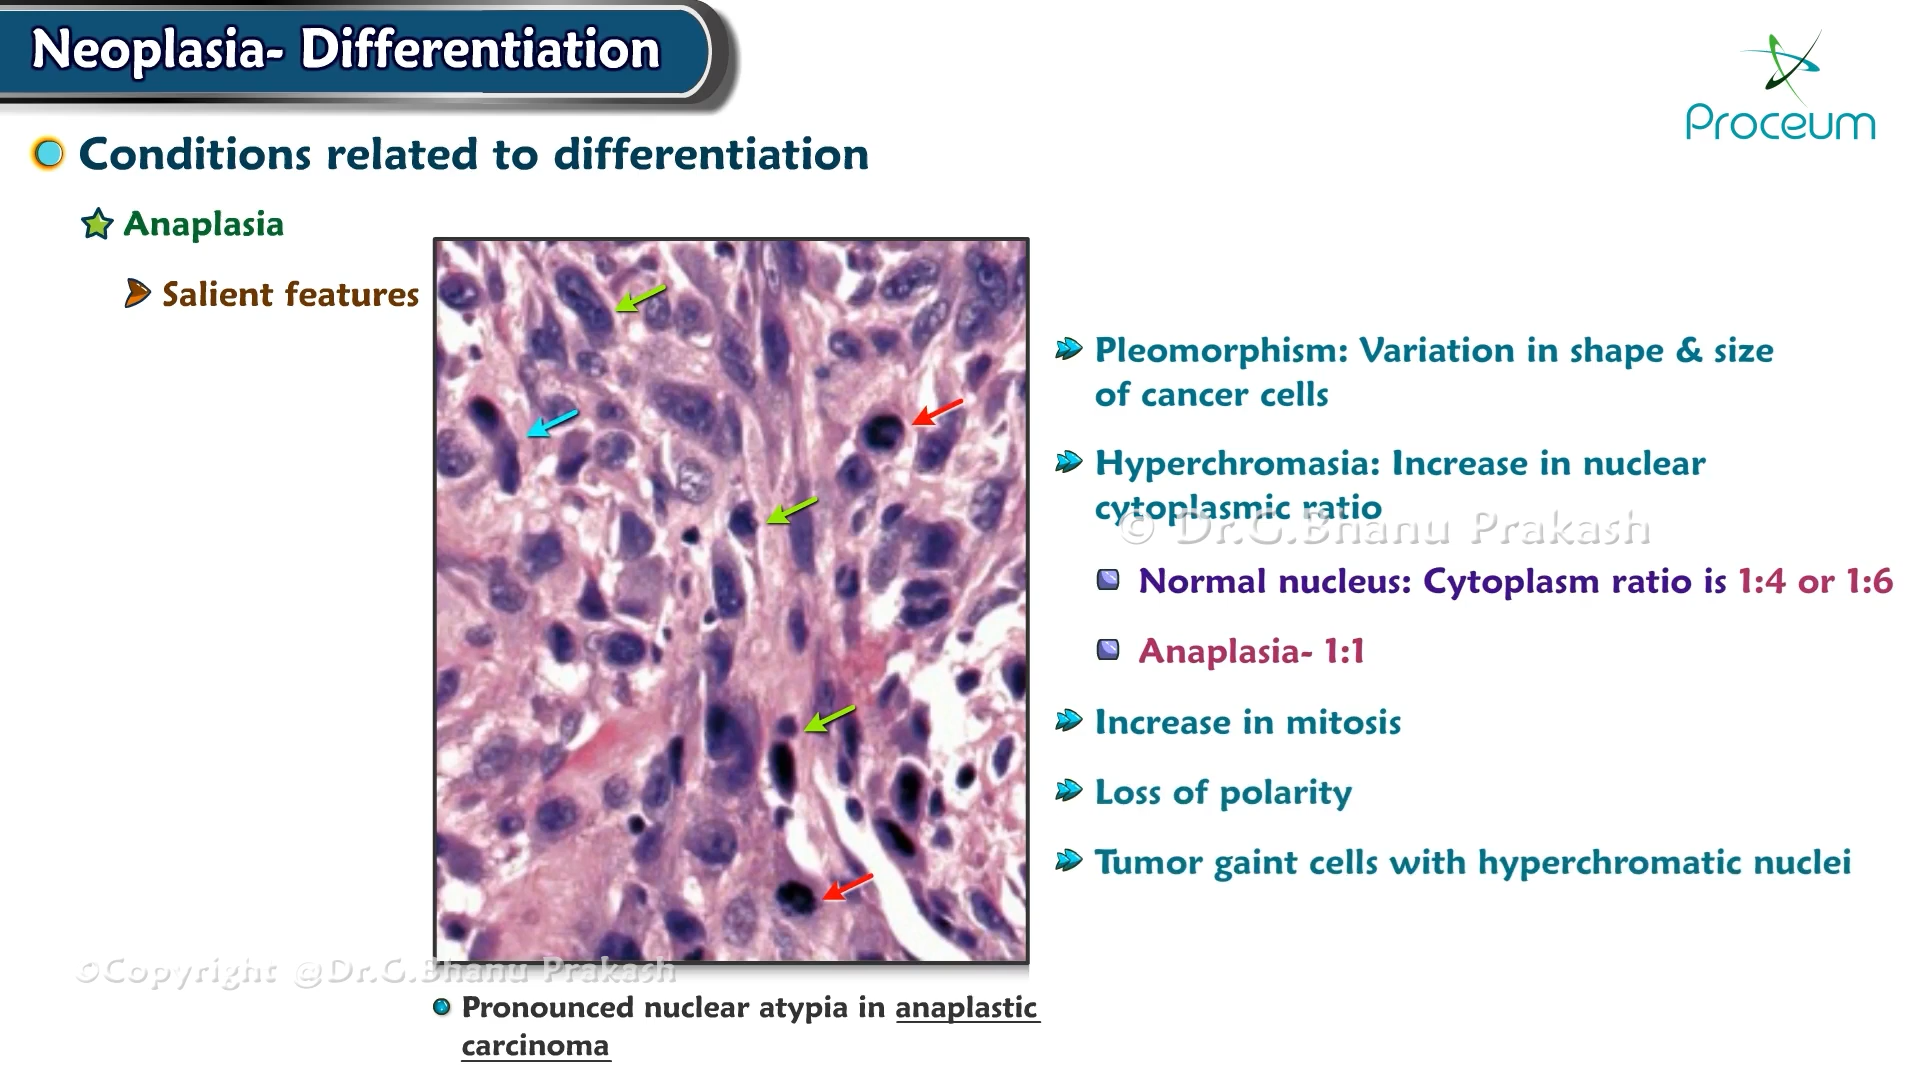 Neoplasia- Differentiation
Proceum
Conditions related to differentiation
Anaplasia
Salient features
Pleomorphism: Variation in shape & size
of cancer cells
Hyperchromasia: Increase in nuclear
cytoplasmic ratio
© Dr.G.Bhanu Prakash
Normal nucleus: Cytoplasm ratio is 1:4 or 1:6
Anaplasia- 1:1
Increase in mitosis
Loss of polarity
Tumor gaint cells with hyperchromatic nuclei
©Copyright @Dr.G.Bhanu Prakash
Pronounced nuclear atypia in anaplastic
carcinoma